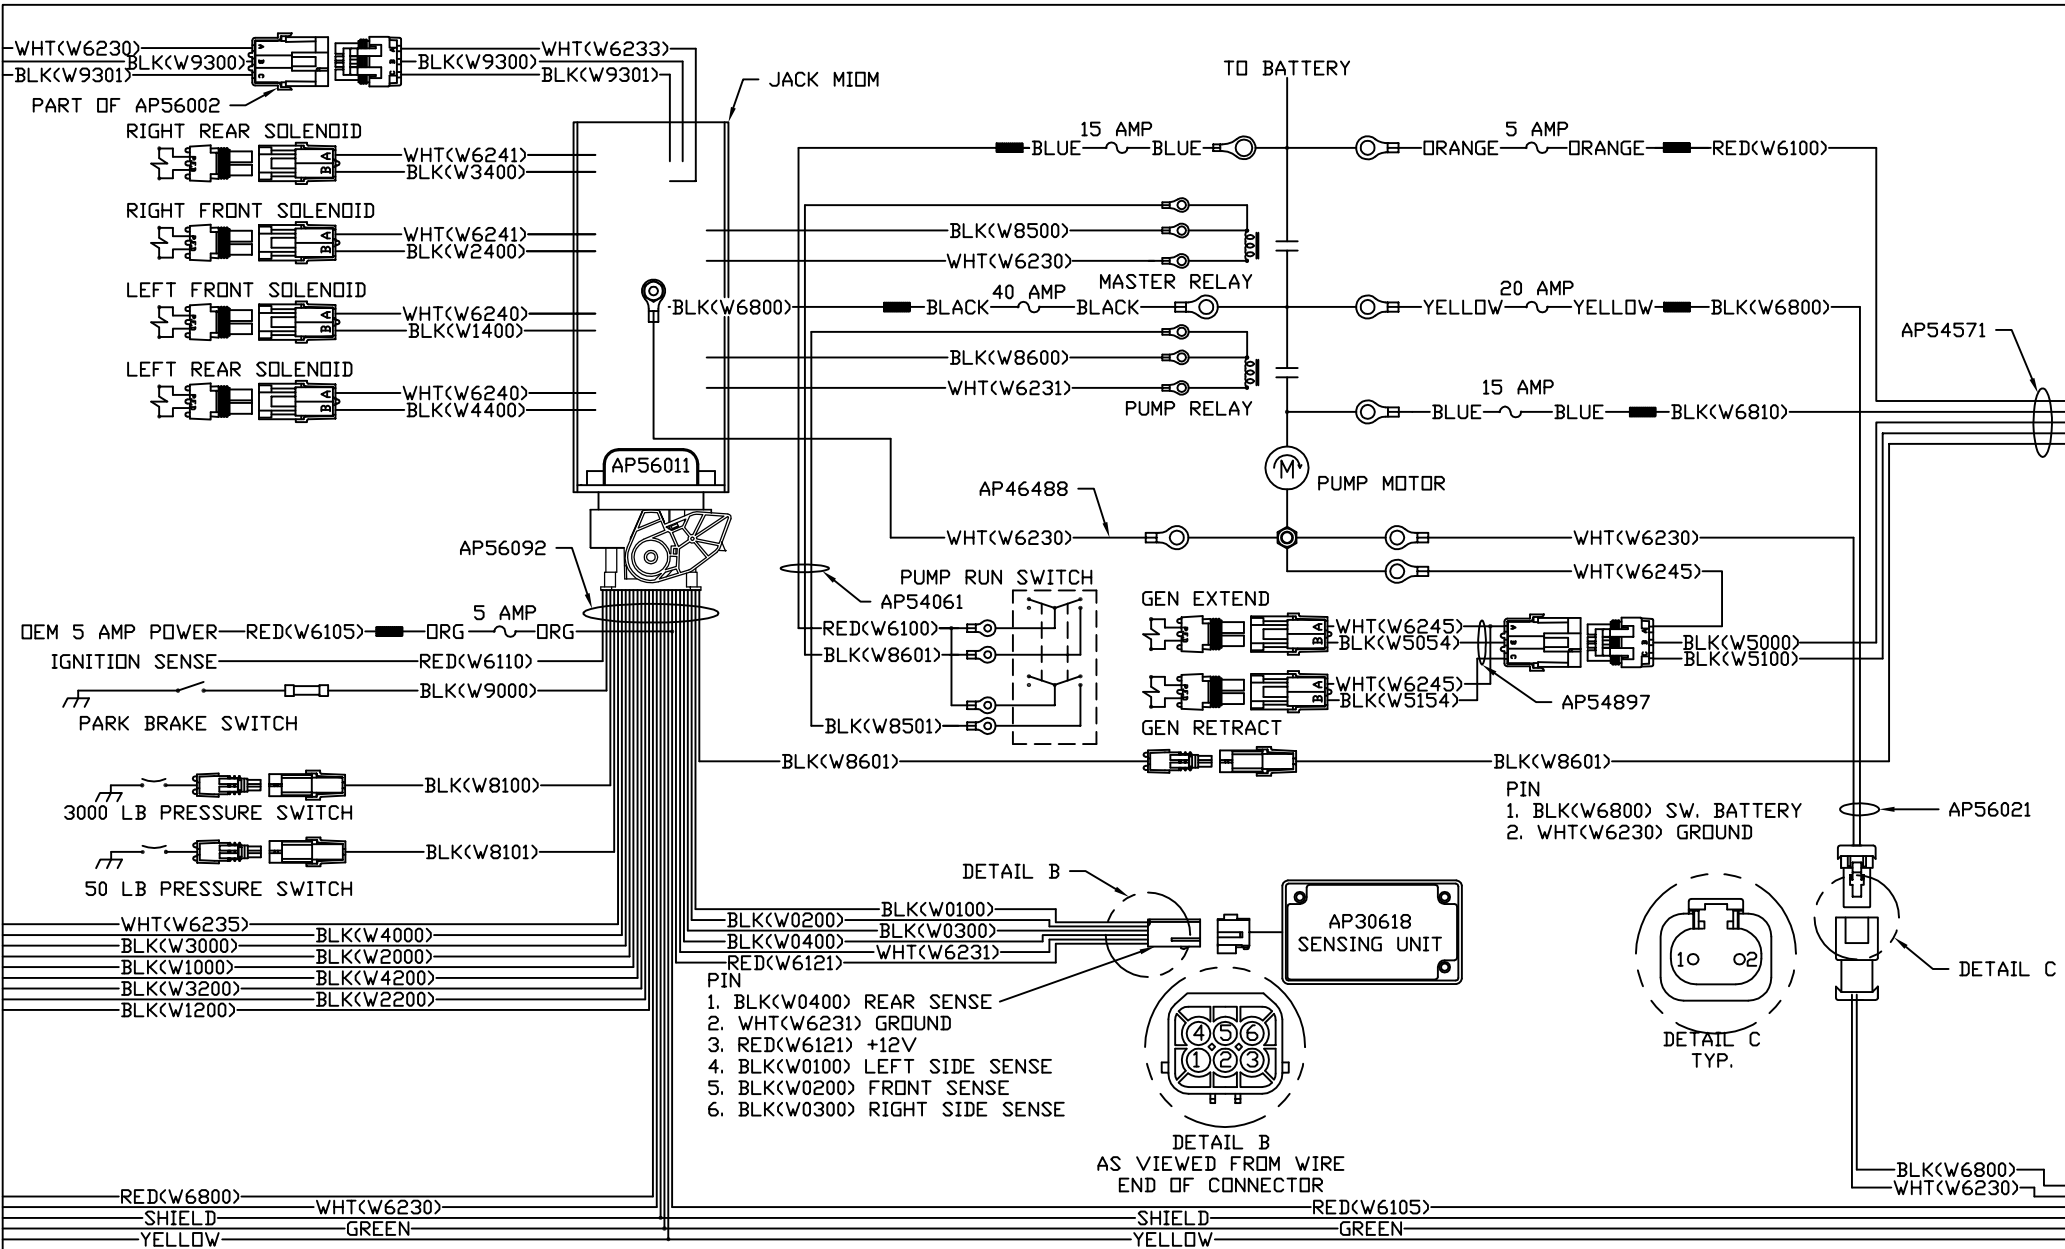 WHT(W6230)
BLK(W9300)
BLK(W9301)
WHT(W6233)
BLK(W9300)
BLK(W9301)
PART OF AP56002
JACK MIOM
TO BATTERY
RIGHT REAR SOLENOID
WHT(W6241)
BLK(W3400)
RIGHT FRONT SOLENOID
WHT(W6241)
BLK(W2400)
LEFT FRONT SOLENOID
WHT(W6240)
BLK(W1400)
LEFT REAR SOLENOID
WHT(W6240)
BLK(W4400)
15 AMP
BLUE
BLUE
5 AMP
ORANGE
ORANGE
RED(W6100)
BLK(W8500)
WHT(W6230)
MASTER RELAY
BLK(W6800)
40 AMP
BLACK
BLACK
20 AMP
YELLOW
YELLOW
BLK(W6800)
AP54571
BLK(W8600)
WHT(W6231)
PUMP RELAY
15 AMP
BLUE
BLUE
BLK(W6810)
AP56011
M
PUMP MOTOR
AP46488
WHT(W6230)
WHT(W6230)
WHT(W6245)
AP56092
AP54061
PUMP RUN SWITCH
RED(W6100)
BLK(W8601)
BLK(W8501)
GEN EXTEND
WHT(W6245)
BLK(W5054)
WHT(W6245)
BLK(W5154)
GEN RETRACT
BLK(W5000)
BLK(W5100)
AP54897
OEM 5 AMP POWER
RED(W6105)
ORG
5 AMP
ORG
IGNITION SENSE
RED(W6110)
BLK(W9000)
PARK BRAKE SWITCH
BLK(W8601)
BLK(W8601)
BLK(W8100)
3000 LB PRESSURE SWITCH
BLK(W8101)
50 LB PRESSURE SWITCH
PIN
1. BLK(W6800) SW. BATTERY
2. WHT(W6230) GROUND
AP56021
DETAIL B
AP30618
SENSING UNIT
BLK(W0100)
BLK(W0200)
BLK(W0300)
BLK(W0400)
WHT(W6231)
RED(W6121)
WHT(W6235)
BLK(W4000)
BLK(W3000)
BLK(W2000)
BLK(W1000)
BLK(W4200)
BLK(W3200)
BLK(W2200)
BLK(W1200)
PIN
1. BLK(W0400) REAR SENSE
2. WHT(W6231) GROUND
3. RED(W6121) +12V
4. BLK(W0100) LEFT SIDE SENSE
5. BLK(W0200) FRONT SENSE
6. BLK(W0300) RIGHT SIDE SENSE
4 5 6
1 2 3
DETAIL B
AS VIEWED FROM WIRE
END OF CONNECTOR
1 2
DETAIL C
TYP.
DETAIL C
BLK(W6800)
WHT(W6230)
RED(W6800)
WHT(W6230)
RED(W6105)
SHIELD
SHIELD
GREEN
GREEN
YELLOW
YELLOW